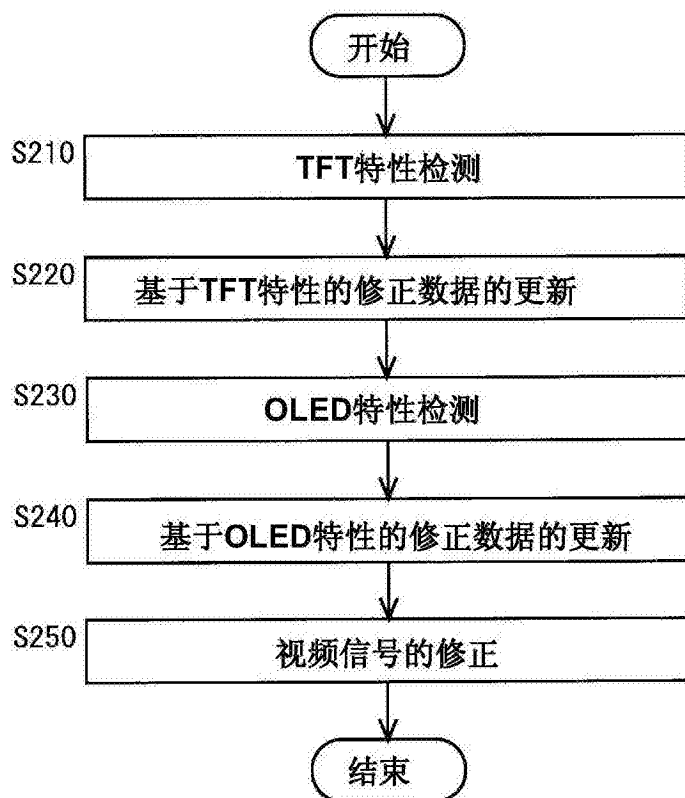 开始
S210
TFT特性检测
S220
基于TFT特性的修正数据的更新
S230
OLED特性检测
S240
基于OLED特性的修正数据的更新
S250
视频信号的修正
结束